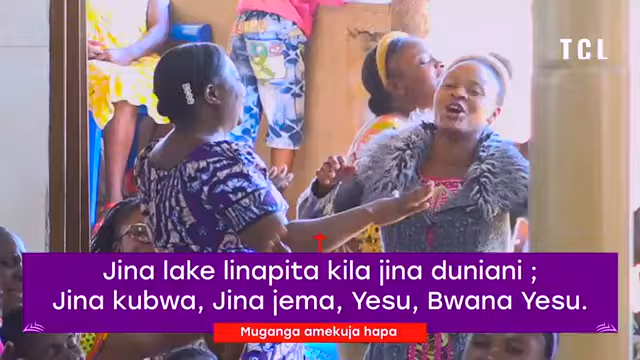 TCL
Jina lake linapita kila jina duniani ;
Jina kubwa, Jina jema, Yesu, Bwana Yesu.
Muganga amekuja hapa